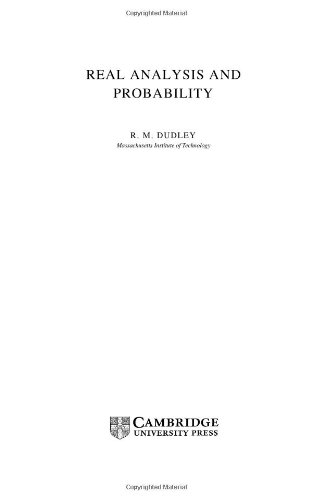 Copyrighted Material
REAL ANALYSIS AND
PROBABILITY
R. M. DUDLEY
Massachusetts Institute of Technology
CAMBRIDGE
UNIVERSITY PRESS
Copyrighted Material